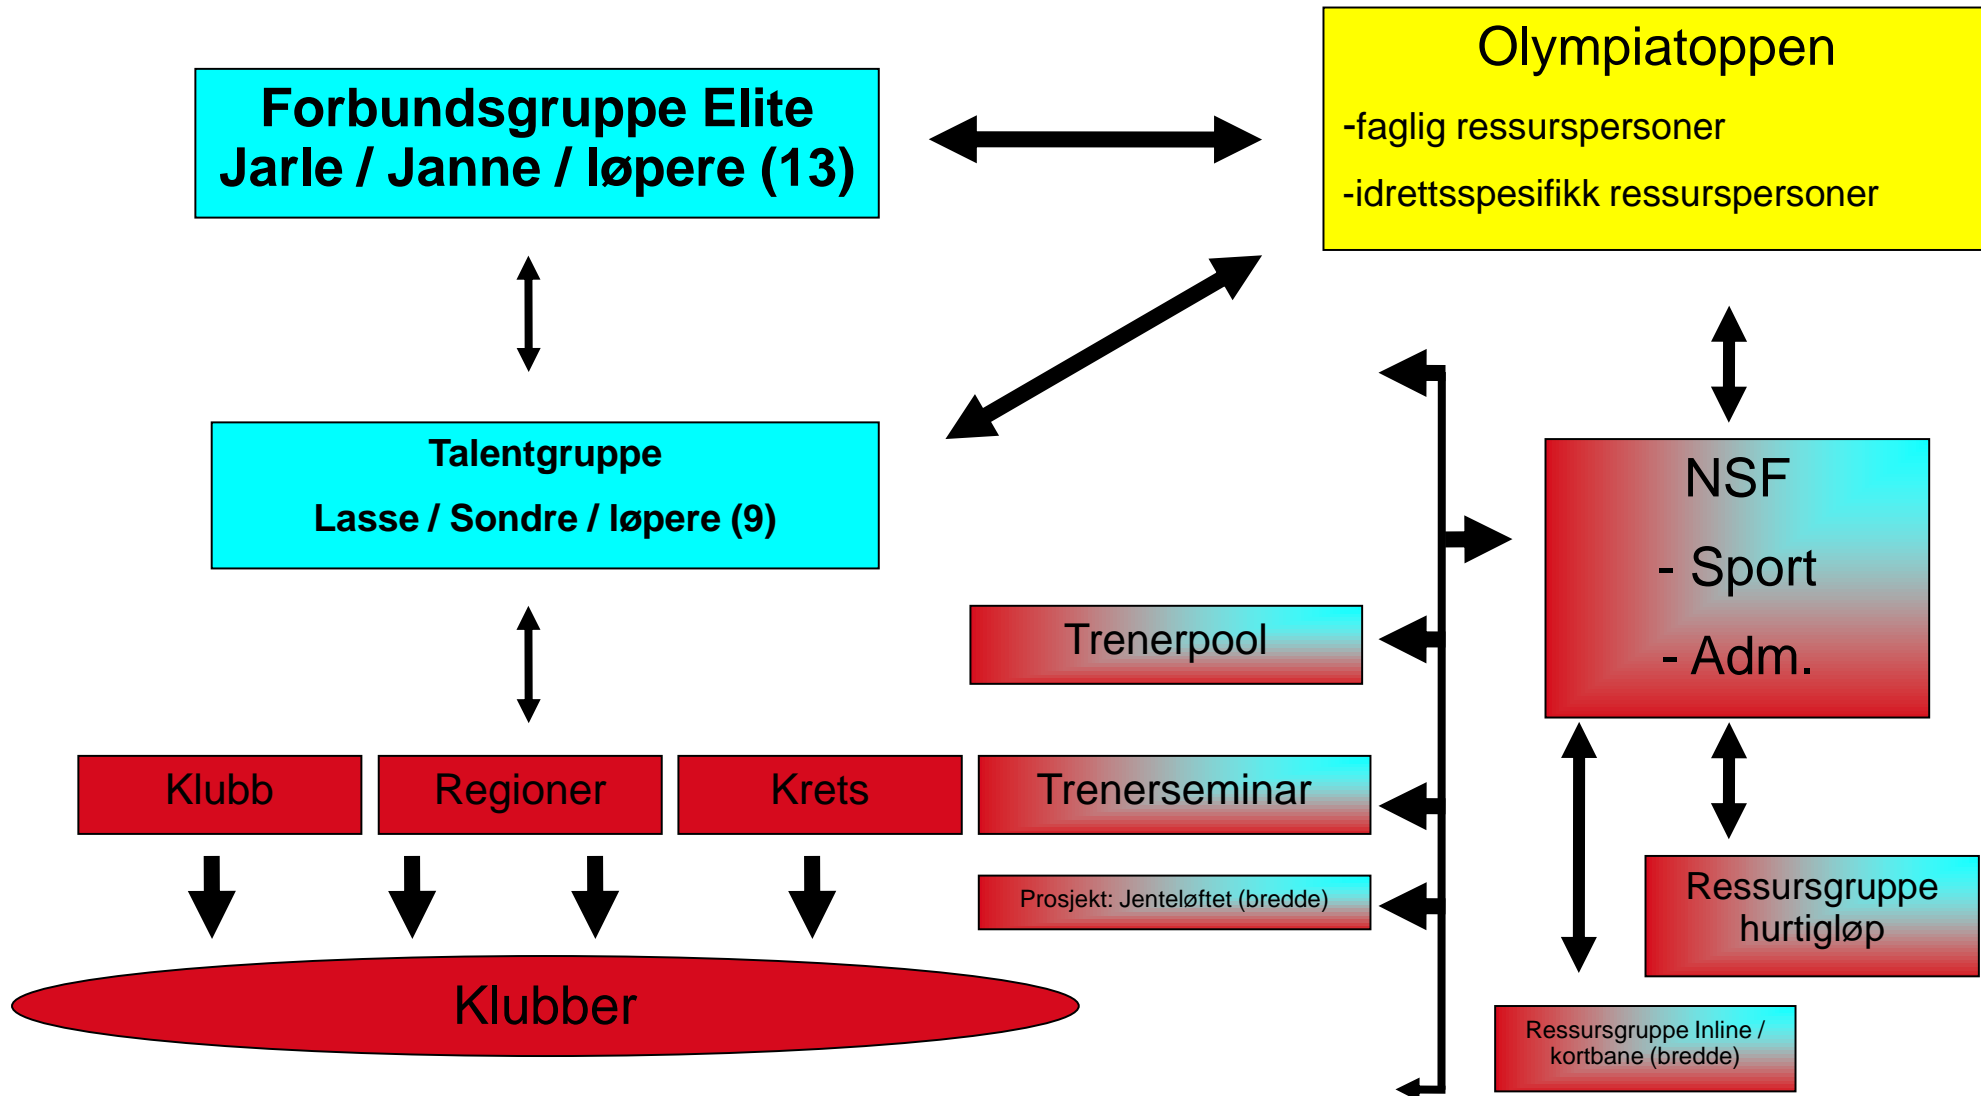 Forbundsgruppe Elite
Jarle / Janne / løpere (13)
Olympiatoppen
-faglig ressurspersoner
-idrettsspesifikk ressurspersoner
Talentgruppe
Lasse / Sondre / løpere (9)
NSF
- Sport
- Adm.
Trenerpool
Klubb
Regioner
Krets
Trenerseminar
Prosjekt: Jenteløftet (bredde)
Ressursgruppe
hurtigløp
Klubber
Ressursgruppe Inline /
kortbane (bredde)